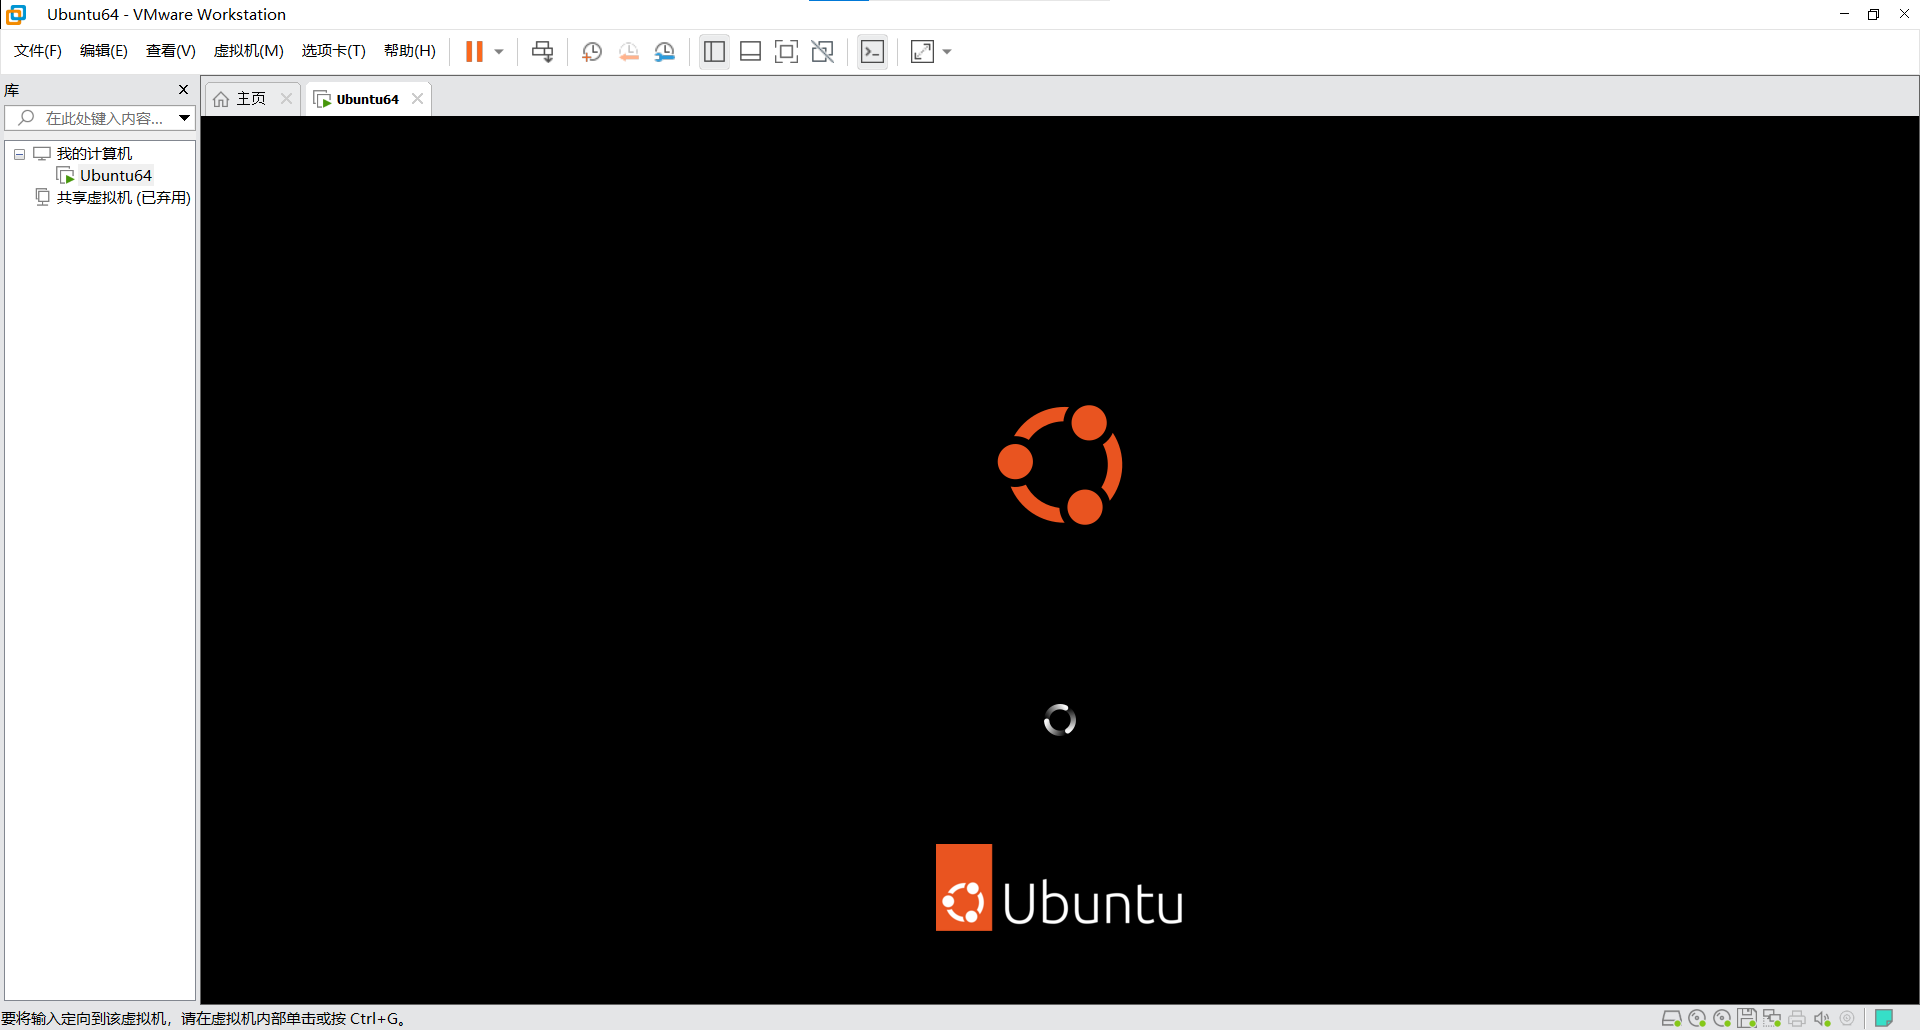 Ubuntu64 - VMware Workstation
文件(F) 编辑(E) 查看(V) 虚拟机(M) 选项卡(T) 帮助(H)
库
主页 Ubuntu64
在此处键入内容...
我的计算机
Ubuntu64
共享虚拟机 (已弃用)
Ubuntu
要将输入定向到该虚拟机，请在虚拟机内部单击或按 Ctrl+G。